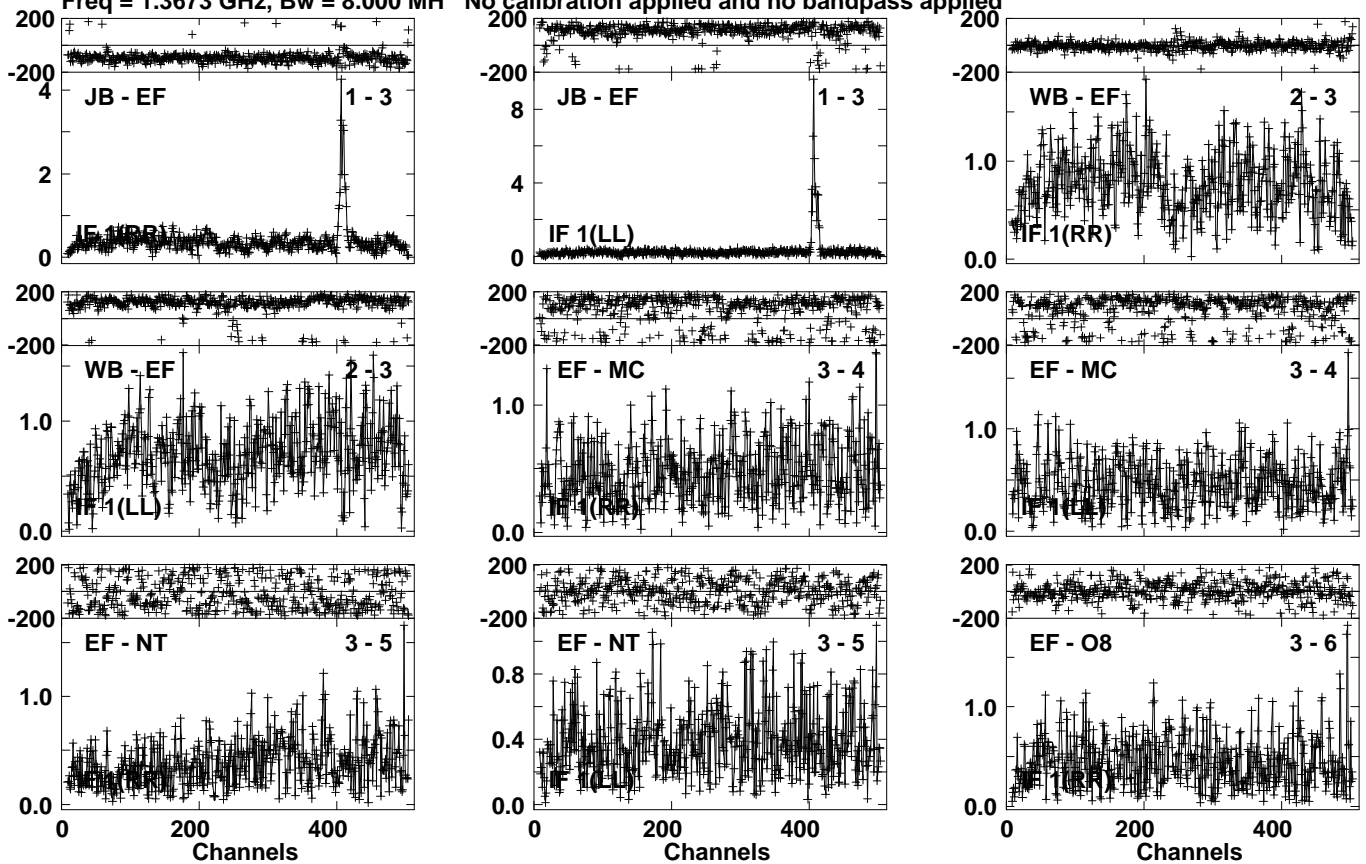 Freq = 1.3673 GHz, Bw = 8.000 MH No calibration applied and no bandpass applied
200 200 200
-200 -200 -200
JB - EF 1 - 3 JB - EF 1 - 3 WB - EF 2 - 3
4 8 1.0
2 4
IF 1(RR) IF 1(LL) IF 1(RR)
0 0 0.0
200 200 200
-200 -200 -200
WB - EF 2 - 3 EF - MC 3 - 4 EF - MC 3 - 4
1.0 1.0 1.0
IF 1(LL) IF 1(RR) IF 1(LL)
0.0 0.0 0.0
200 200 200
-200 -200 -200
EF - NT 3 - 5 EF - NT 3 - 5 EF - O8 3 - 6
1.0 0.8 1.0
0.4
IF 1(RR) IF 1(LL) IF 1(RR)
0.0 0.0 0.0
0 200 400 0 200 400 0 200 400
Channels Channels Channels